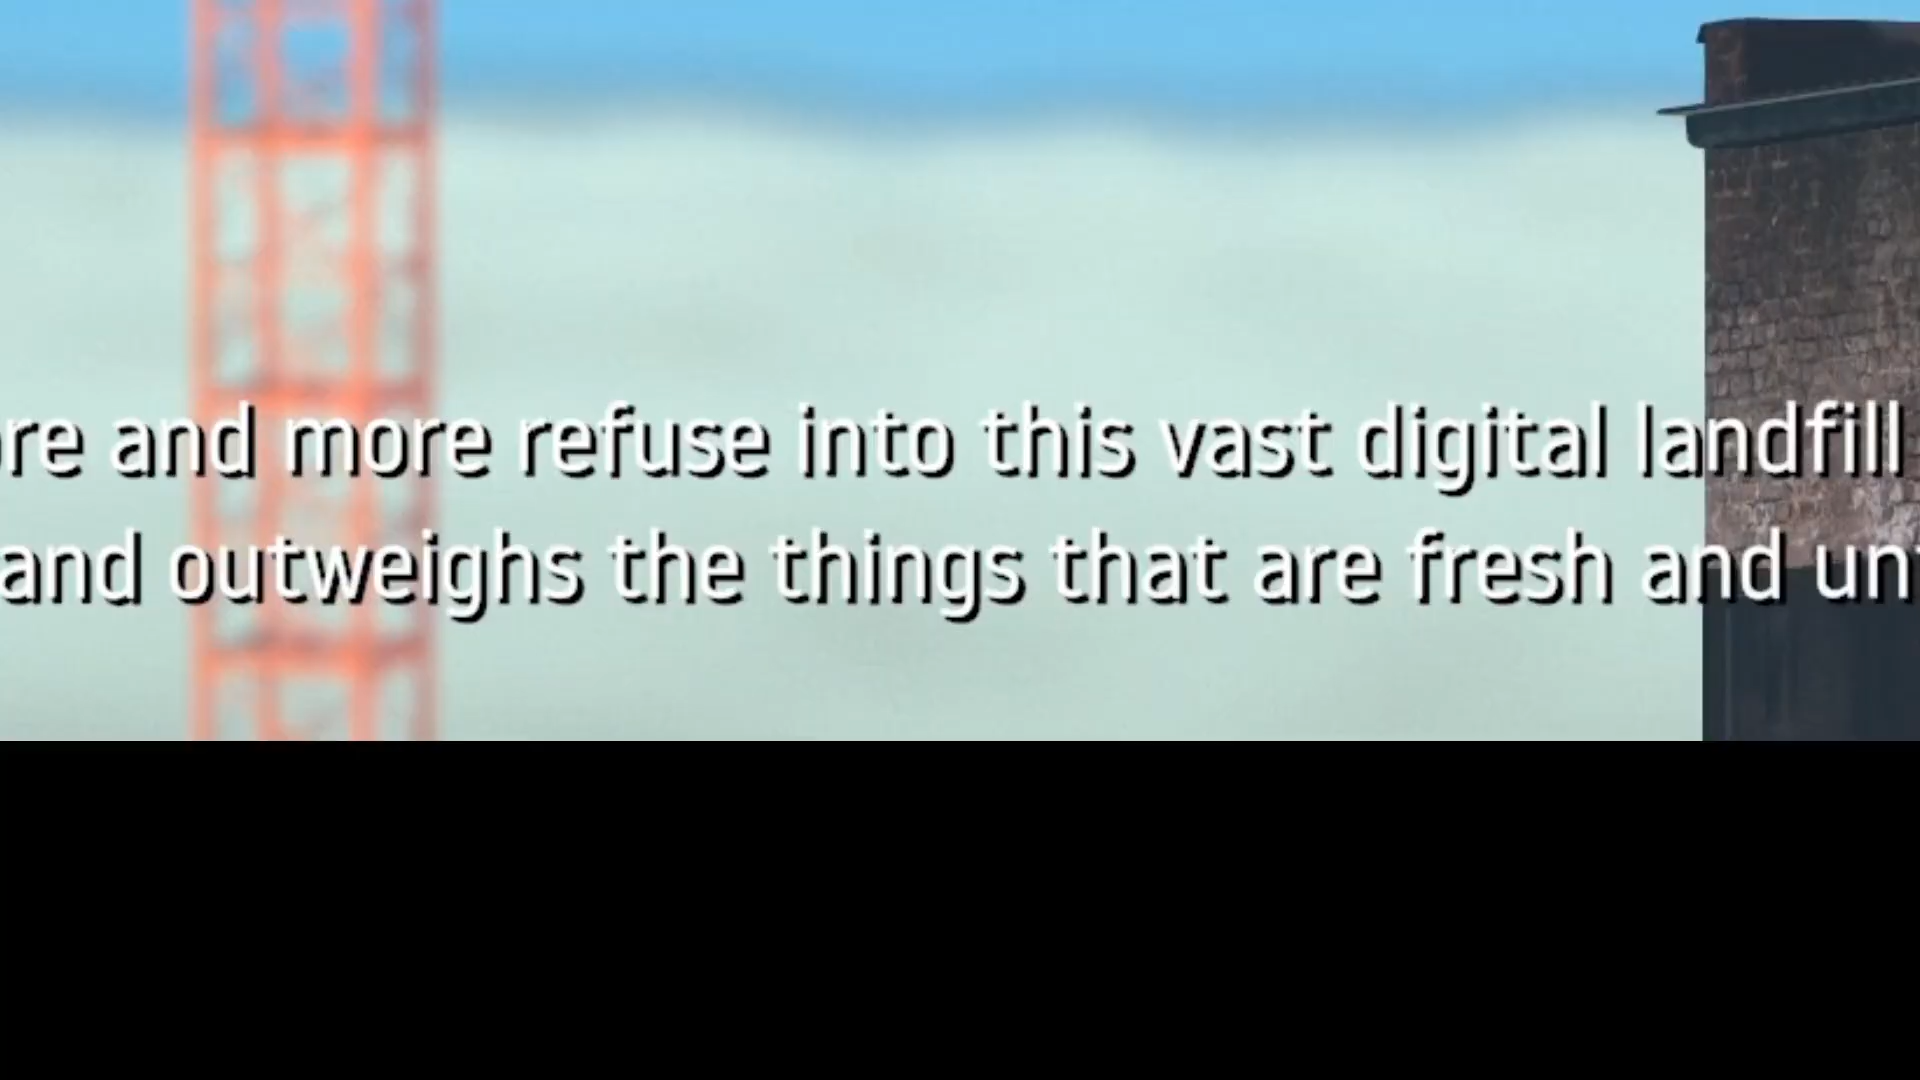 re and more refuse into this vast digital landfill
and outweighs the things that are fresh and un